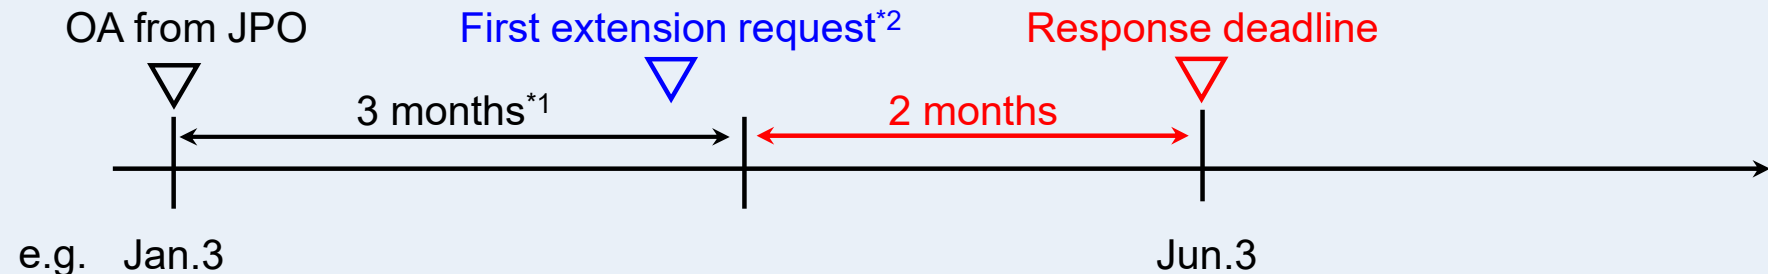 OA from JPO
First extension request*2
Response deadline
3 months*1
2 months
e.g. Jan.3
Jun.3